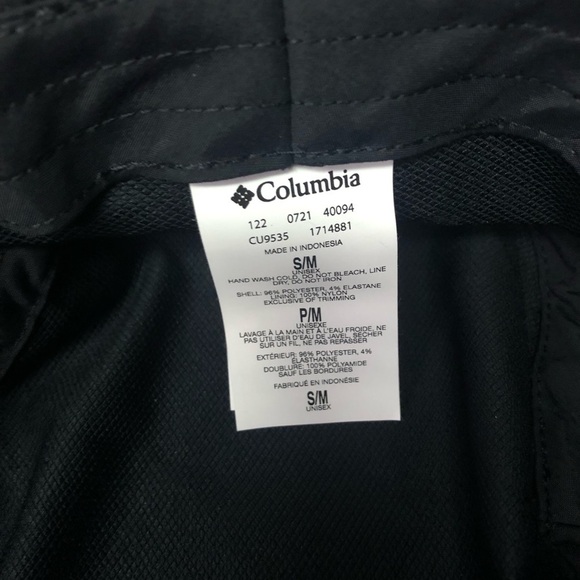 Columbia
122 0721 40094
CU9535 1714881
MADE IN INDONESIA
S/M
UNISEX
HAND WASH COLD, DO NOT BLEACH, LINE
DRY, DO NOT IRON
SHELL: 96% POLYESTER, 4% ELASTANE
LINING: 100% NYLON
EXCLUSIVE OF TRIMMING
P/M
UNISEXE
LAVAGE À LA MAIN ET À L'EAU FROIDE, NE
PAS UTILISER D'EAU DE JAVEL, SÉCHER
SUR UN FIL, NE PAS REPASSER
EXTÉRIEUR: 96% POLYESTER, 4%
ELASTHANNE
DOUBLURE: 100% POLYAMIDE
SAUF LES BORDURES
FABRIQUÉ EN INDONÉSIE
S/M
UNISEX